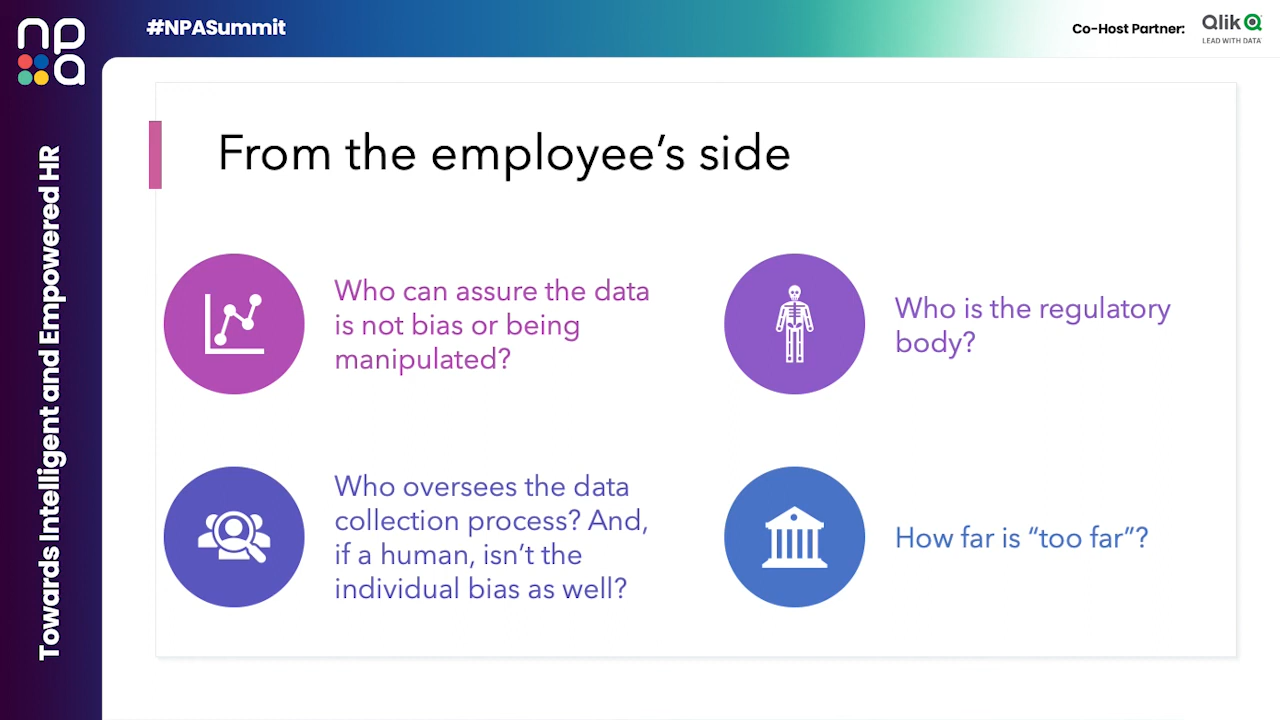 npa
#NPASummit
Co-Host Partner:
Qlik
LEAD WITH DATA
Towards Intelligent and Empowered HR
From the employee’s side
Who can assure the data
is not bias or being
manipulated?
Who is the regulatory
body?
Who oversees the data
collection process? And,
if a human, isn’t the
individual bias as well?
How far is “too far”?